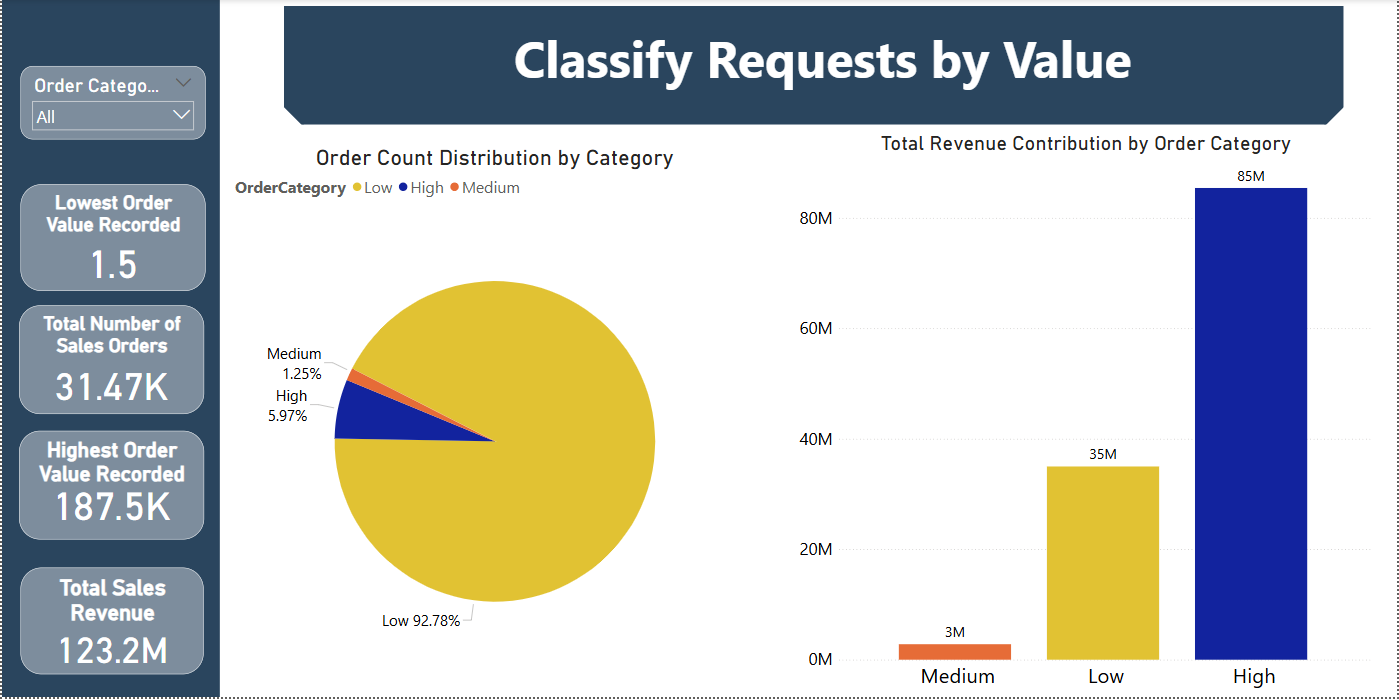 Classify Requests by Value
Order Catego...
All
Lowest Order
Value Recorded
1.5
Total Number of
Sales Orders
31.47K
Highest Order
Value Recorded
187.5K
Total Sales
Revenue
123.2M
Order Count Distribution by Category
OrderCategory Low High Medium
Medium
1.25%
High
5.97%
Low 92.78%
Total Revenue Contribution by Order Category
85M
80M
60M
40M
35M
20M
3M
0M
Medium Low High